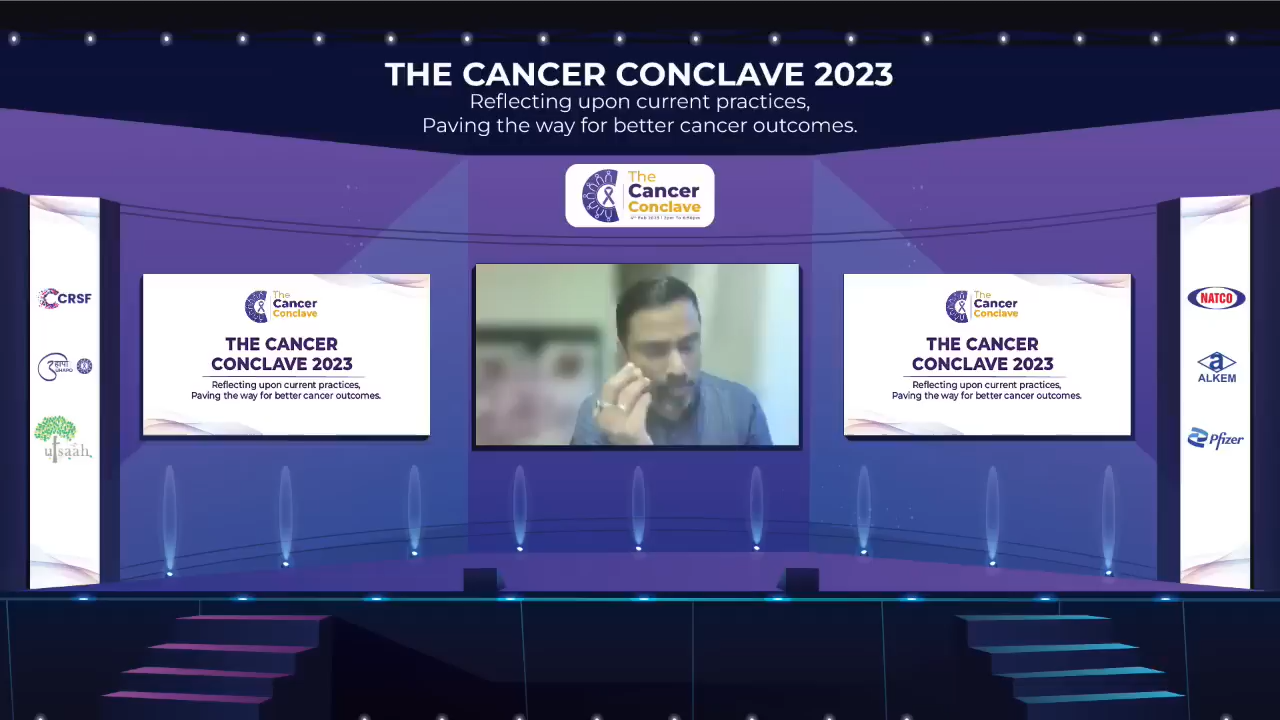 THE CANCER CONCLAVE 2023
Reflecting upon current practices,
Paving the way for better cancer outcomes.
The
Cancer
Conclave
The
Cancer
Conclave
THE CANCER
CONCLAVE 2023
Reflecting upon current practices,
Paving the way for better cancer outcomes.
The
Cancer
Conclave
THE CANCER
CONCLAVE 2023
Reflecting upon current practices,
Paving the way for better cancer outcomes.
CRSF
utsaah
NATCO
ALKEM
Pfizer